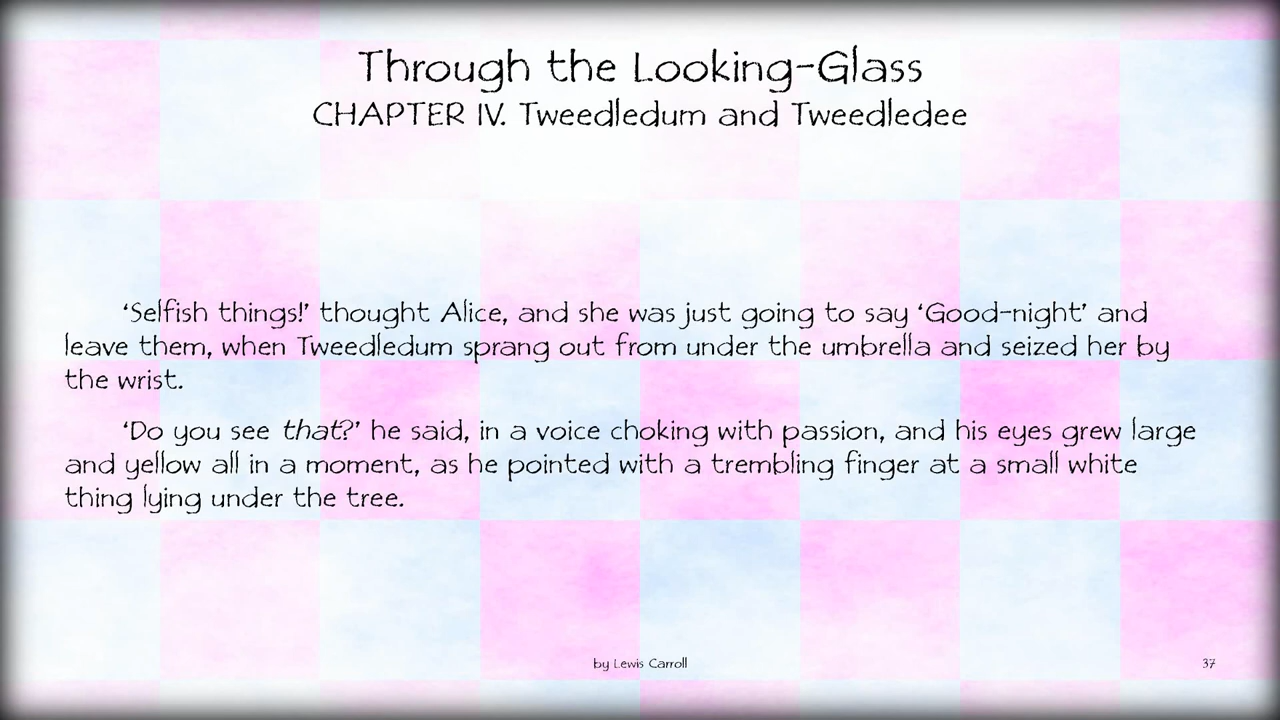 Through the Looking-Glass
CHAPTER IV. Tweedledum and Tweedledee
‘Selfish things!’ thought Alice, and she was just going to say ‘Good-night’ and
leave them, when Tweedledum sprang out from under the umbrella and seized her by
the wrist.
‘Do you see that?’ he said, in a voice choking with passion, and his eyes grew large
and yellow all in a moment, as he pointed with a trembling finger at a small white
thing lying under the tree.
by Lewis Carroll
37